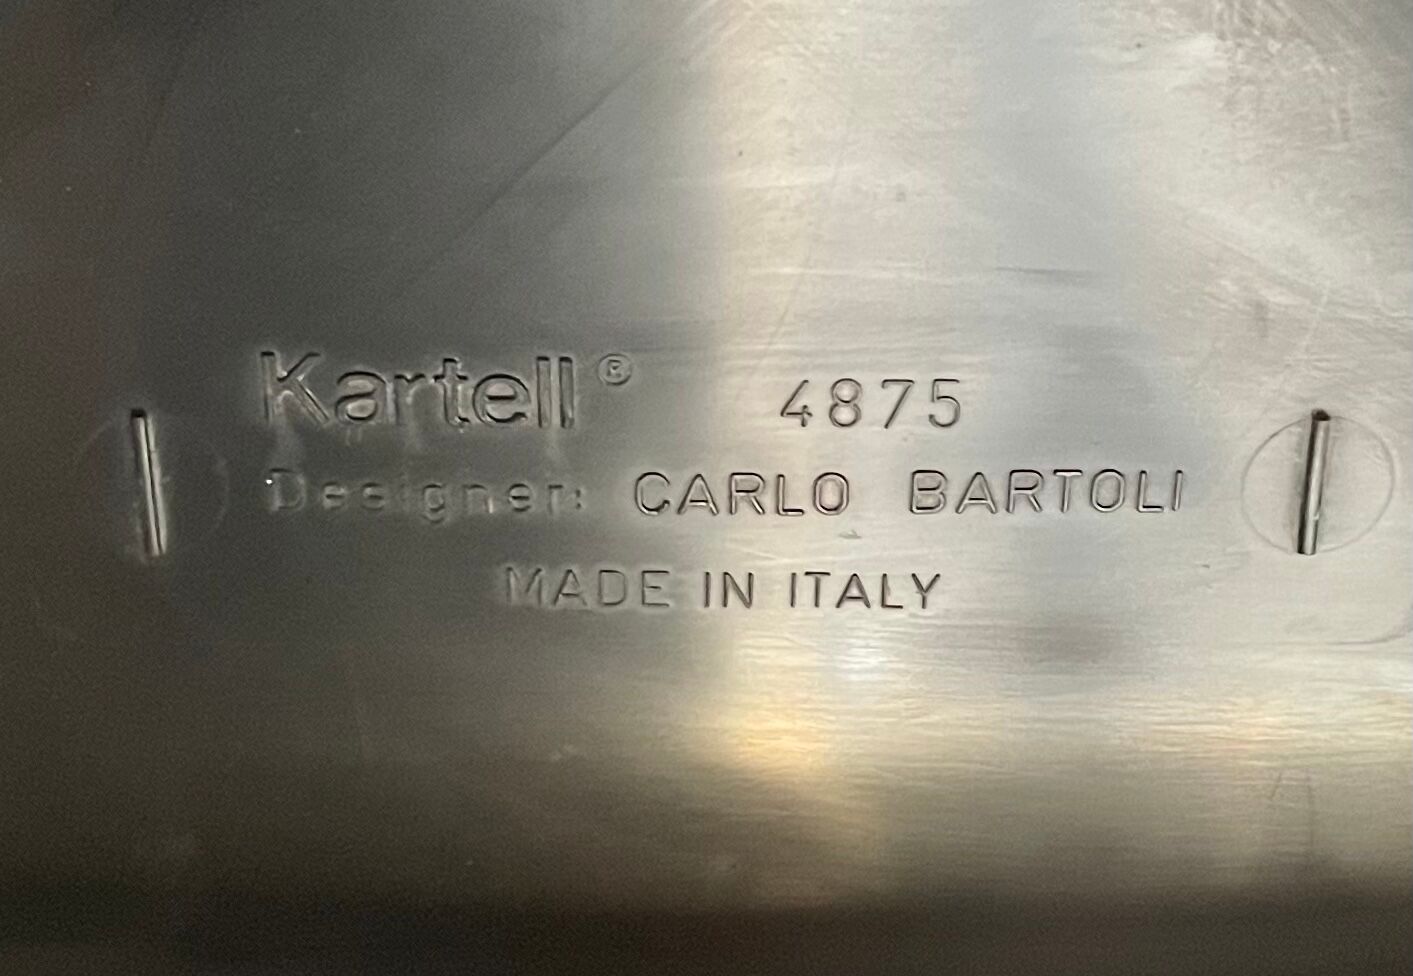 Kartell® 4875
Designer: CARLO BARTOLI
MADE IN ITALY